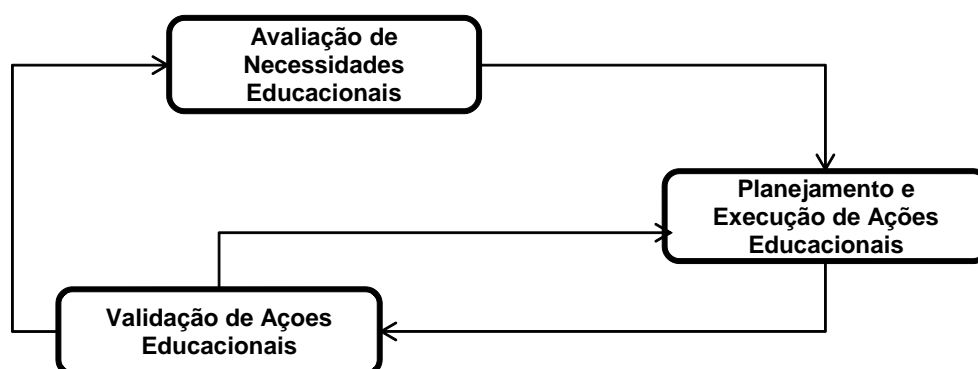 Avaliação de
Necessidades
Educacionais
Planejamento e
Execução de Ações
Educacionais
Validação de Açoes
Educacionais